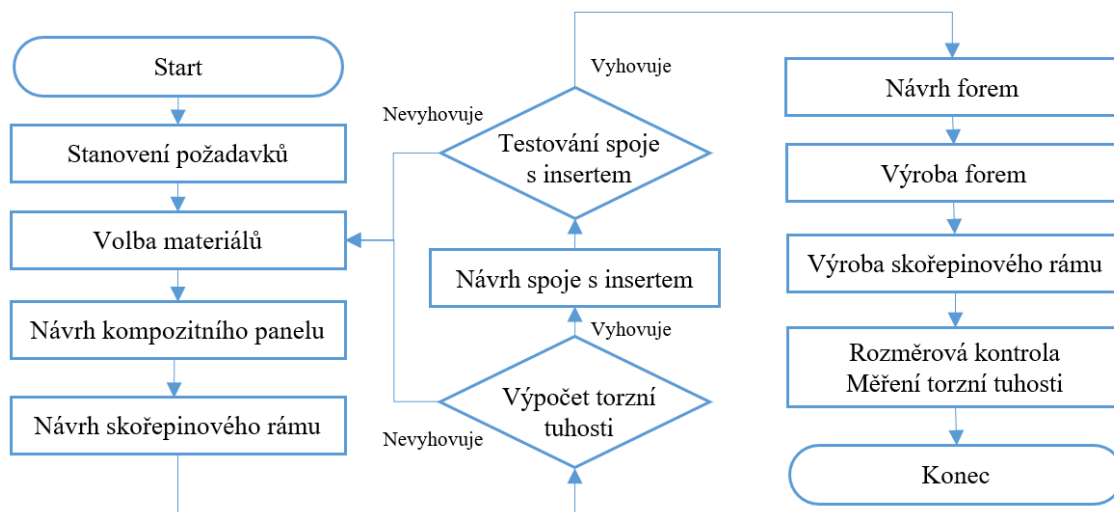 Start
Stanovení požadavků
Volba materiálů
Návrh kompozitního panelu
Návrh skořepinového rámu
Výpočet torzní
tuhosti
Nevyhovuje
Vyhovuje
Návrh spoje s insertem
Testování spoje
s insertem
Nevyhovuje
Vyhovuje
Návrh forem
Výroba forem
Výroba skořepinového rámu
Rozměrová kontrola
Měření torzní tuhosti
Konec